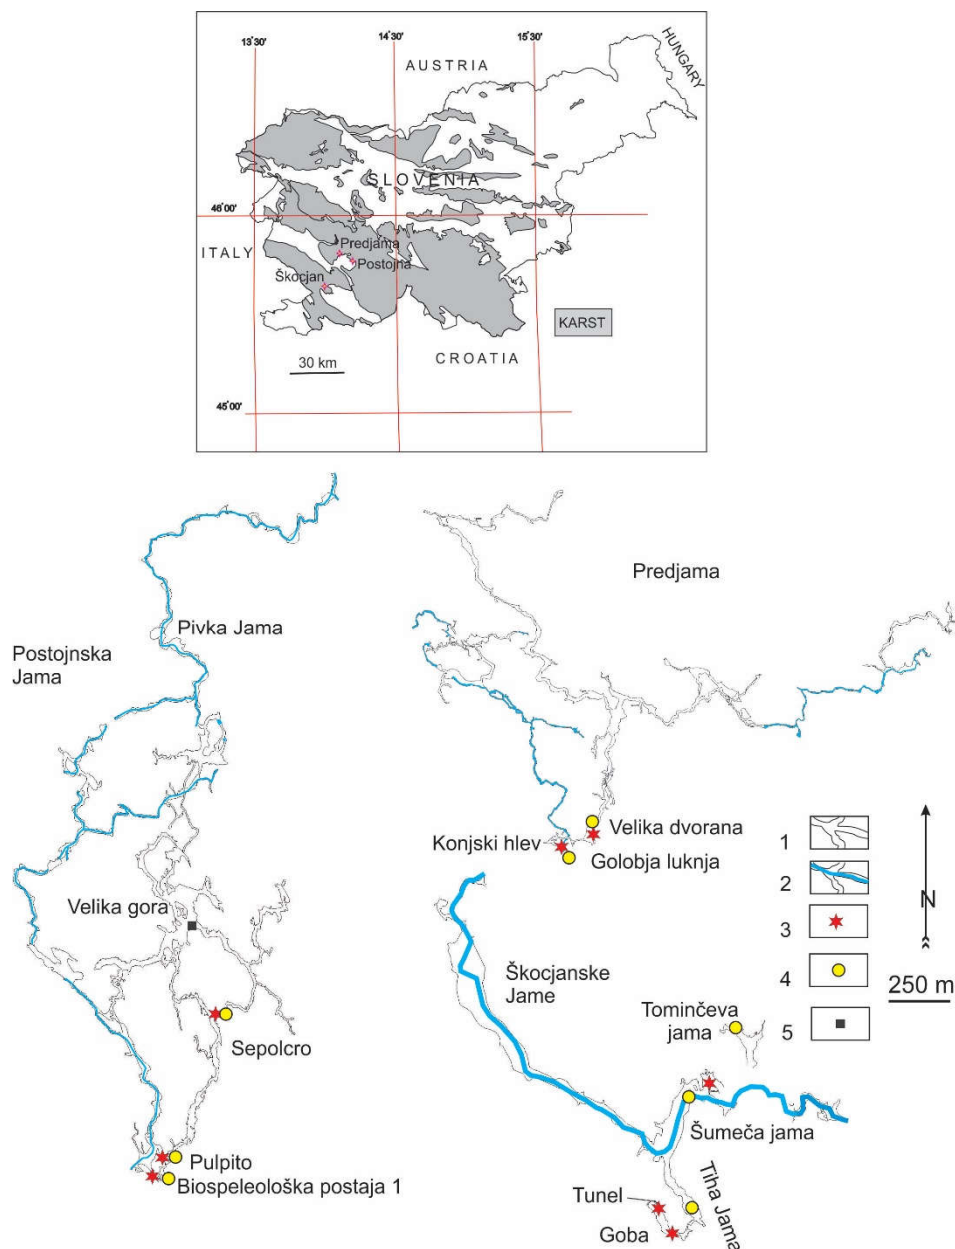 13°30'
14°30'
15°30'
AUSTRIA
HUNGARY
SLOVENIA
46°00'
ITALY
Predjama
Postojna
Škocjan
KARST
30 km
CROATIA
45°00'
Predjama
Pivka Jama
Postojnska
Jama
Velika dvorana
Konjski hlev
Golobja luknja
1
2
3
4
5
N
250 m
Velika gora
Škocjanske
Jame
Tominčeva
jama
Sepolcro
Šumeča jama
Pulpito
Biospeleološka postaja 1
Tiha Jama
Tunel
Goba